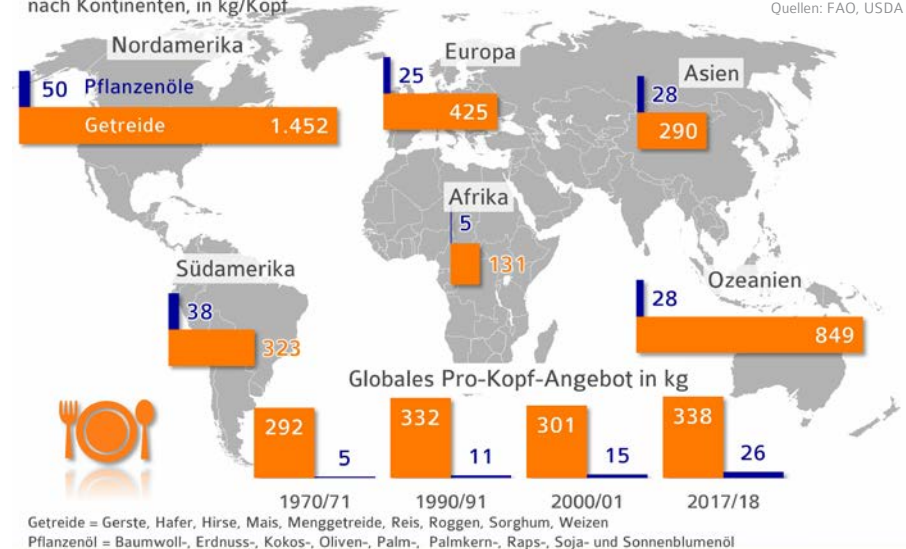 nach Kontinenten, in kg/Kopf
Quellen: FAO, USDA
Nordamerika
50 Pflanzenöle
Getreide 1.452
Europa
25
425
Asien
28
290
Afrika
5
131
Südamerika
38
323
Ozeanien
28
849
Globales Pro-Kopf-Angebot in kg
292 5 332 11 301 15 338 26
1970/71 1990/91 2000/01 2017/18
Getreide = Gerste, Hafer, Hirse, Mais, Menggetreide, Reis, Roggen, Sorghum, Weizen
Pflanzenöl = Baumwoll-, Erdnuss-, Kokos-, Oliven-, Palm-, Palmkern-, Raps-, Soja- und Sonnenblumenöl